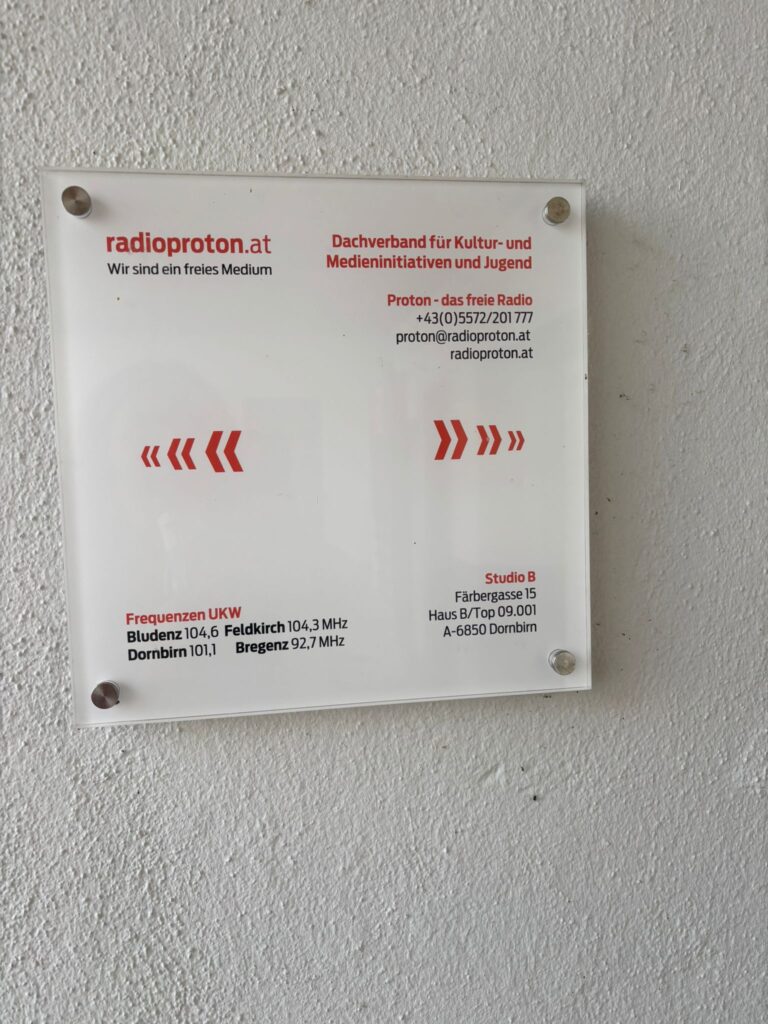 radioproton.at
Wir sind ein freies Medium
Dachverband für Kultur- und
Medieninitiativen und Jugend
Proton - das freie Radio
+43(0)5572/201 777
proton@radioproton.at
radioproton.at
Frequenzen UKW
Bludenz 104,6 Feldkirch 104,3 MHz
Dornbirn 101,1 Bregenz 92,7 MHz
Studio B
Färbergasse 15
Haus B/Top 09.001
A-6850 Dornbirn